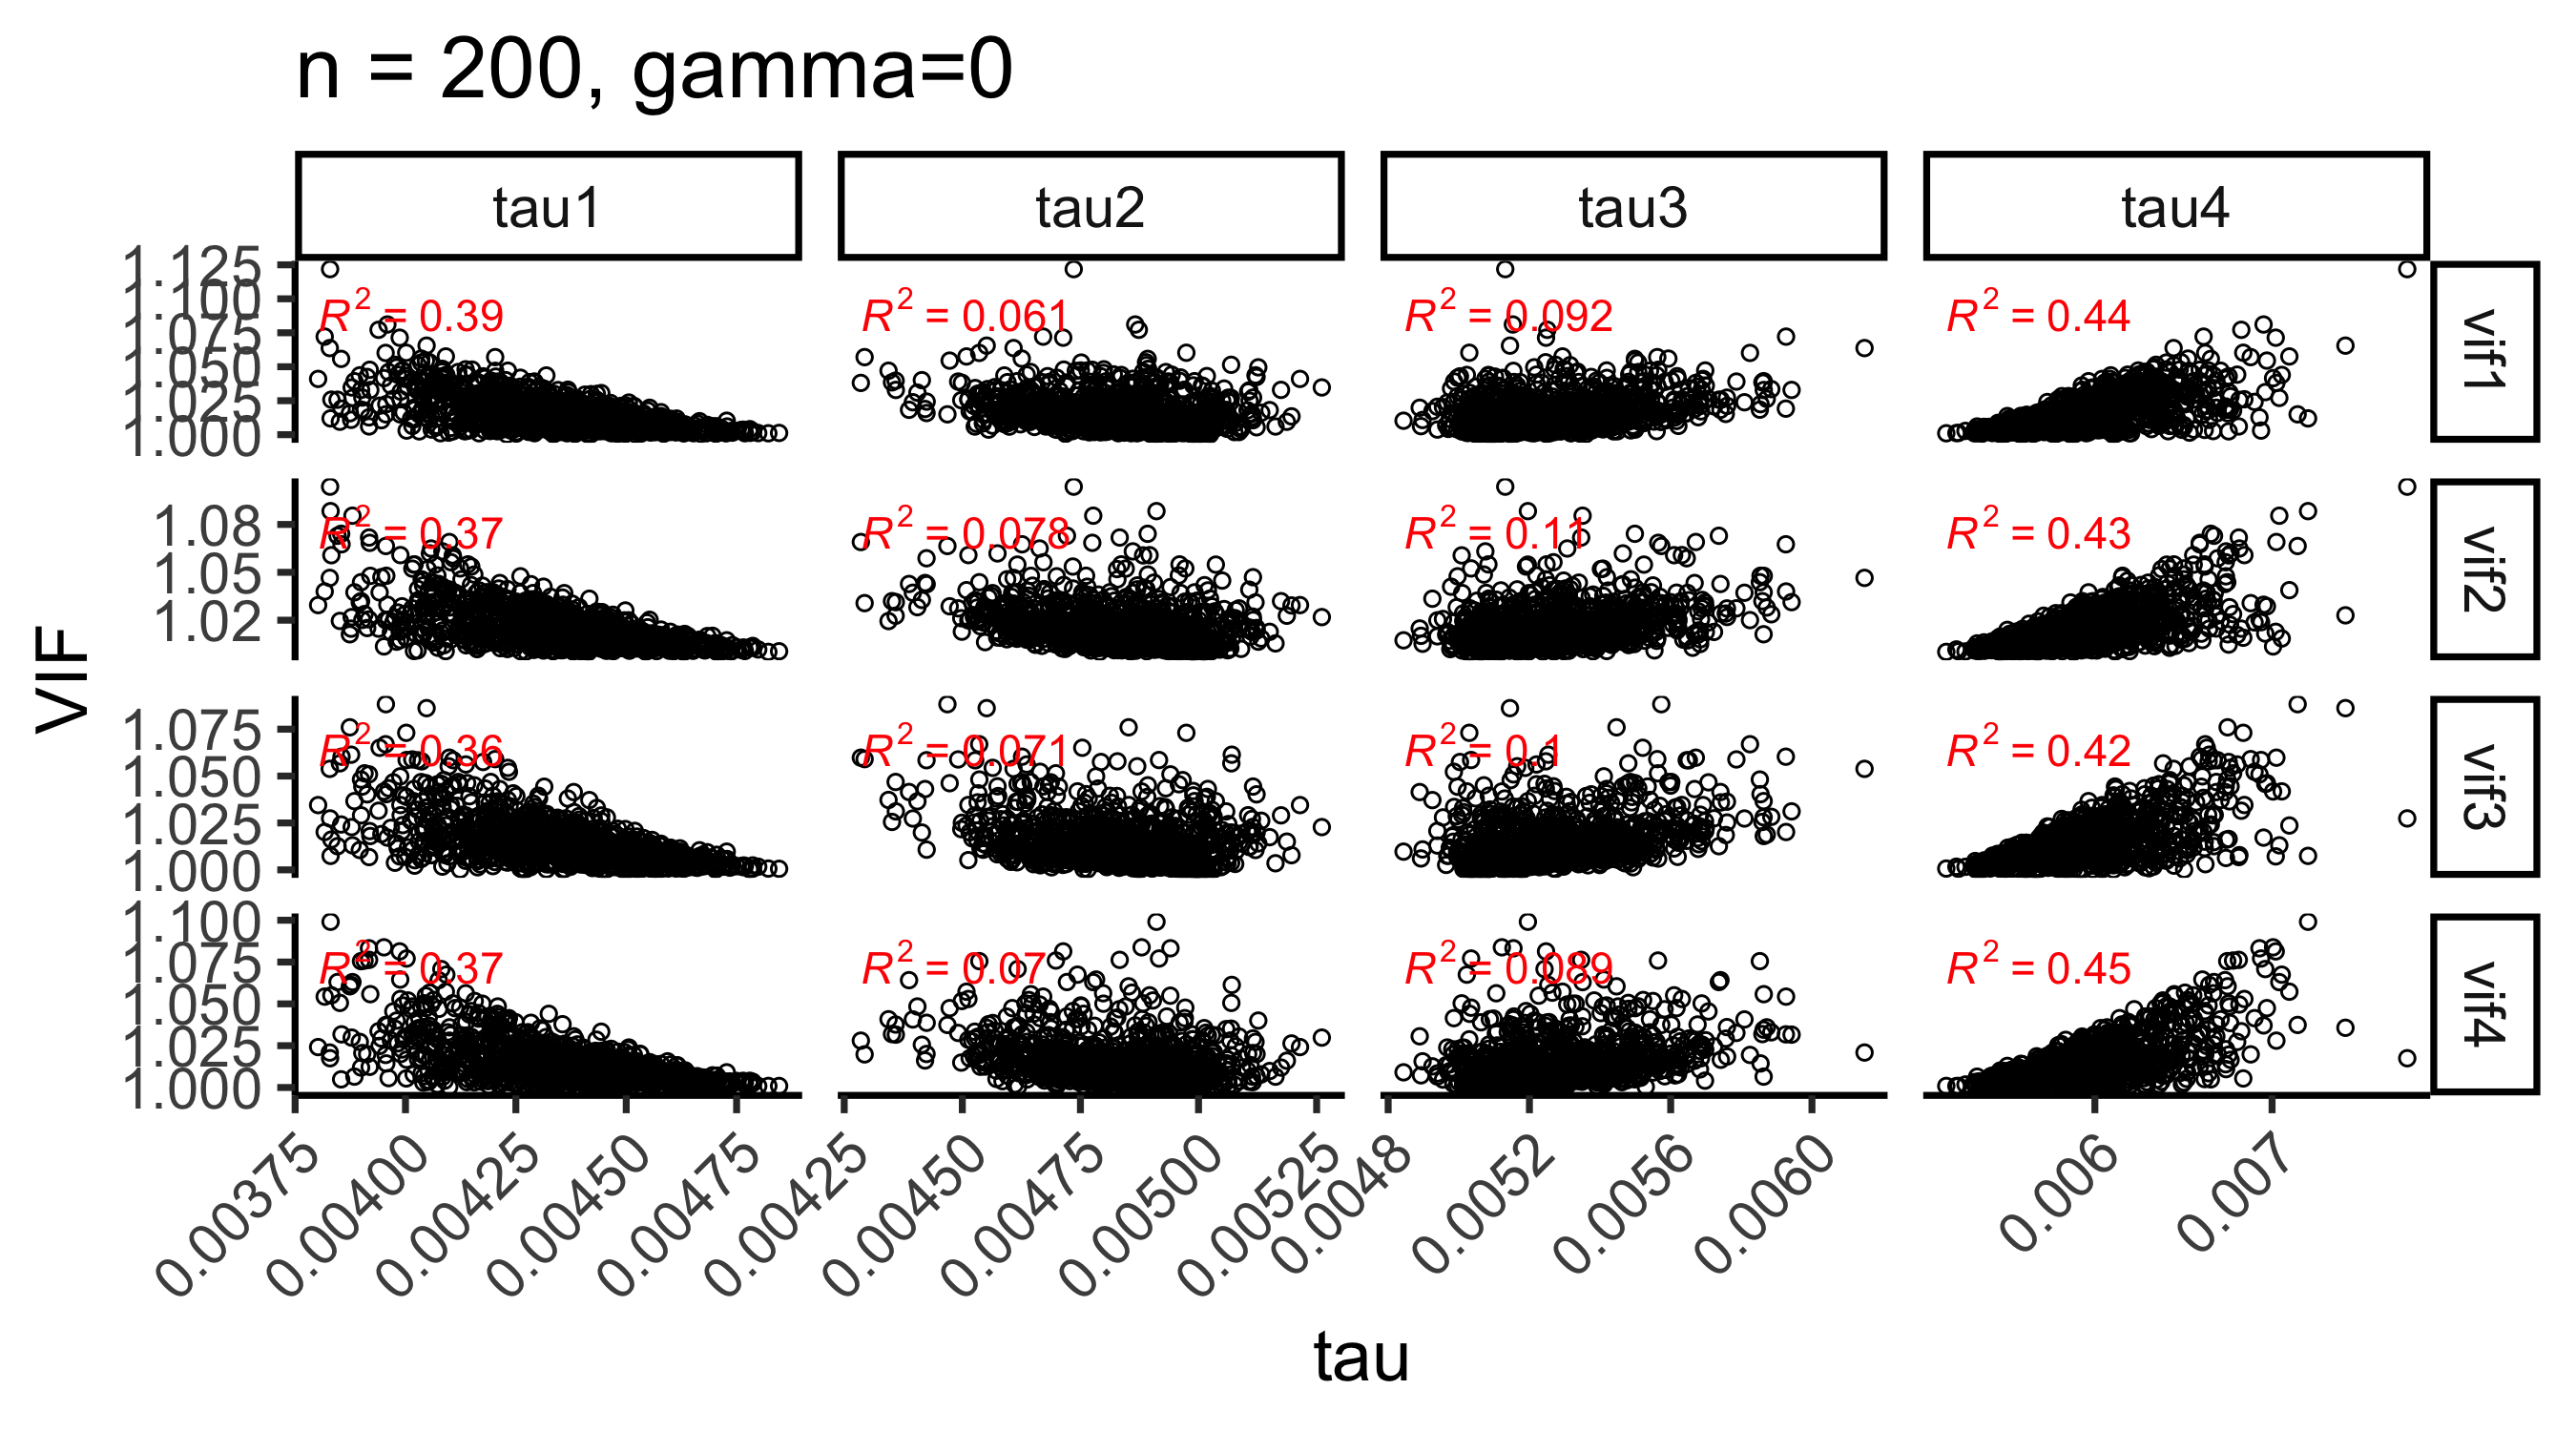 n = 200, gamma=0
tau1 tau2 tau3 tau4
1.125
1.100
1.075
1.050
1.025
1.000
R² = 0.39 R² = 0.061 R² = 0.092 R² = 0.44
vif1
1.08
1.05
1.02
R² = 0.37 R² = 0.078 R² = 0.11 R² = 0.43
vif2
VIF
1.075
1.050
1.025
1.000
R² = 0.36 R² = 0.071 R² = 0.1 R² = 0.42
vif3
1.100
1.075
1.050
1.025
1.000
R² = 0.37 R² = 0.07 R² = 0.089 R² = 0.45
vif4
0.00375 0.00400 0.00425 0.00450 0.00475 0.00425 0.00450 0.00475 0.00500 0.00525 0.0048 0.0052 0.0056 0.0060 0.006 0.007
tau